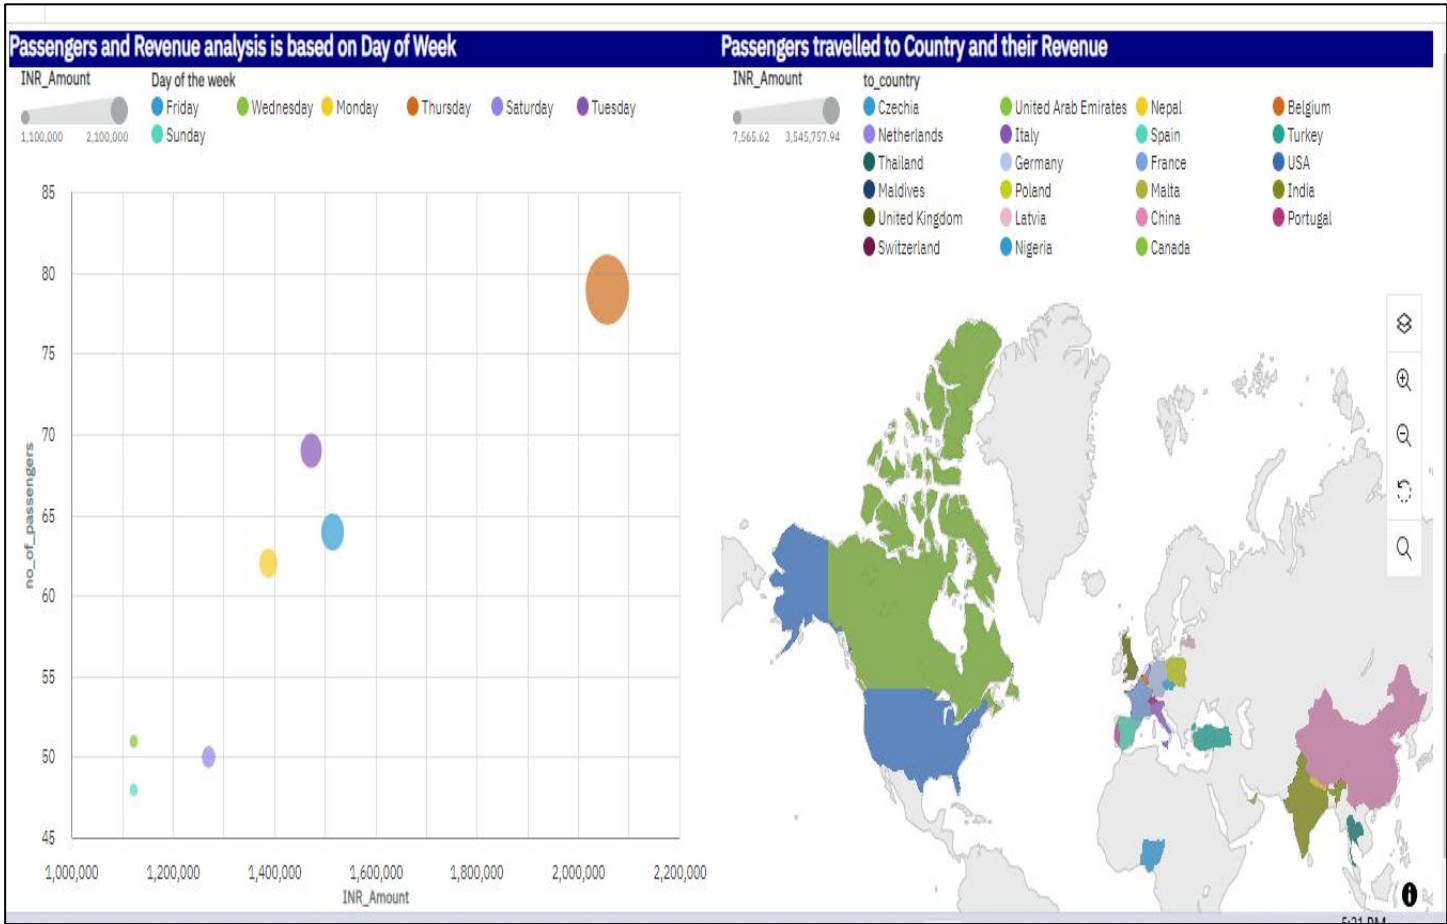 Passengers and Revenue analysis is based on Day of Week
INR_Amount
1,100,000 2,100,000
Day of the week
Friday Wednesday Monday Thursday Saturday Tuesday
Sunday
85
80
75
70
65
60
55
50
45
no_of_passengers
1,000,000 1,200,000 1,400,000 1,600,000 1,800,000 2,000,000 2,200,000
INR_Amount
Passengers travelled to Country and their Revenue
INR_Amount
7,565.62 3,545,757.94
to_country
Czechia United Arab Emirates Nepal Belgium
Netherlands Italy Spain Turkey
Thailand Germany France USA
Maldives Poland Malta India
United Kingdom Latvia China Portugal
Switzerland Nigeria Canada